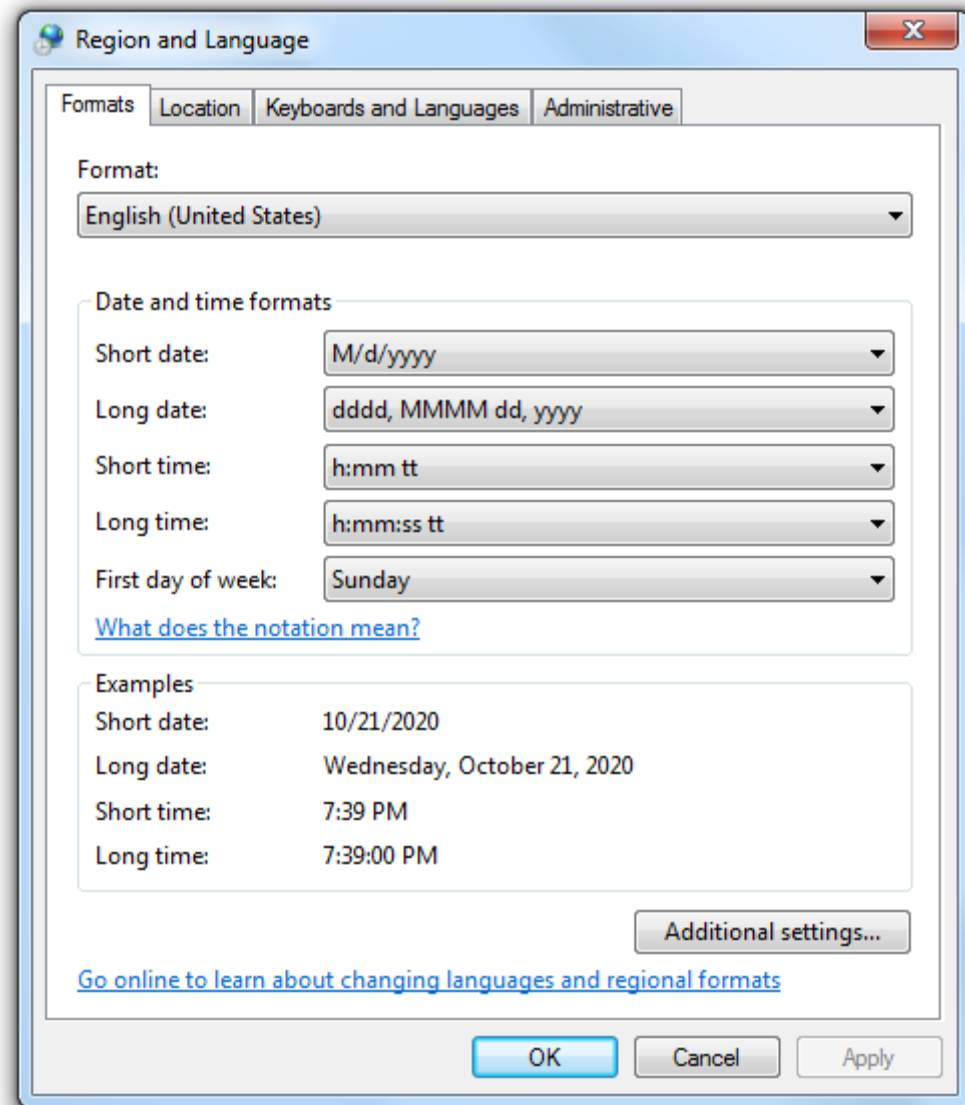 Region and Language
Formats Location Keyboards and Languages Administrative
Format:
English (United States)
Date and time formats
Short date: M/d/yyyy
Long date: dddd, MMMM dd, yyyy
Short time: h:mm tt
Long time: h:mm:ss tt
First day of week: Sunday
What does the notation mean?
Examples
Short date: 10/21/2020
Long date: Wednesday, October 21, 2020
Short time: 7:39 PM
Long time: 7:39:00 PM
Additional settings...
Go online to learn about changing languages and regional formats
OK Cancel Apply